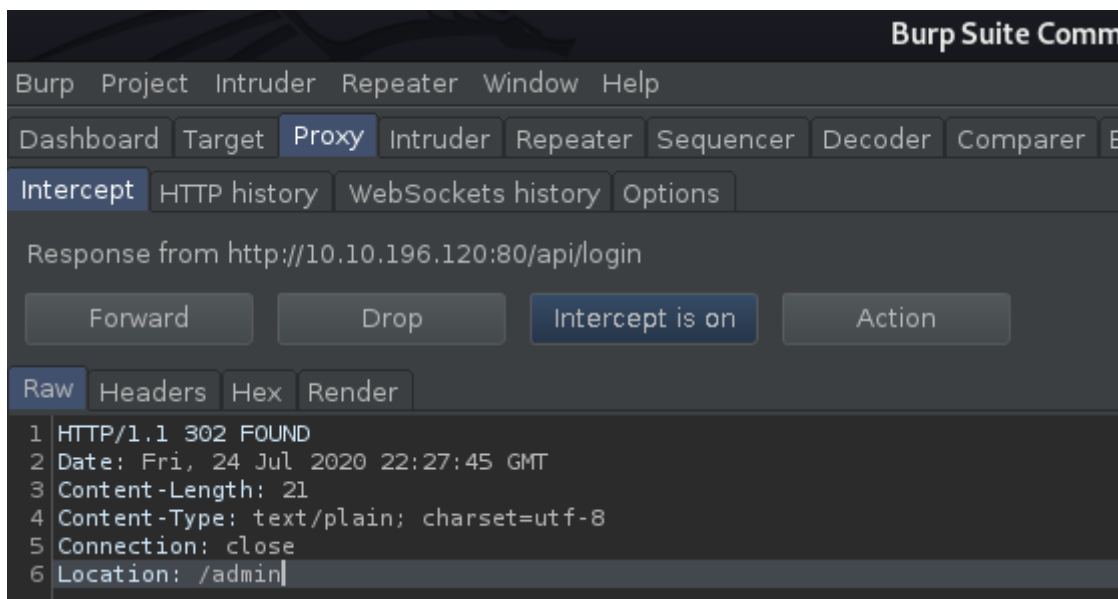 Burp Suite Comm
Burp Project Intruder Repeater Window Help
Dashboard Target Proxy Intruder Repeater Sequencer Decoder Comparer E
Intercept HTTP history WebSockets history Options
Response from http://10.10.196.120:80/api/login
Forward Drop Intercept is on Action
Raw Headers Hex Render
1 HTTP/1.1 302 FOUND
2 Date: Fri, 24 Jul 2020 22:27:45 GMT
3 Content-Length: 21
4 Content-Type: text/plain; charset=utf-8
5 Connection: close
6 Location: /admin